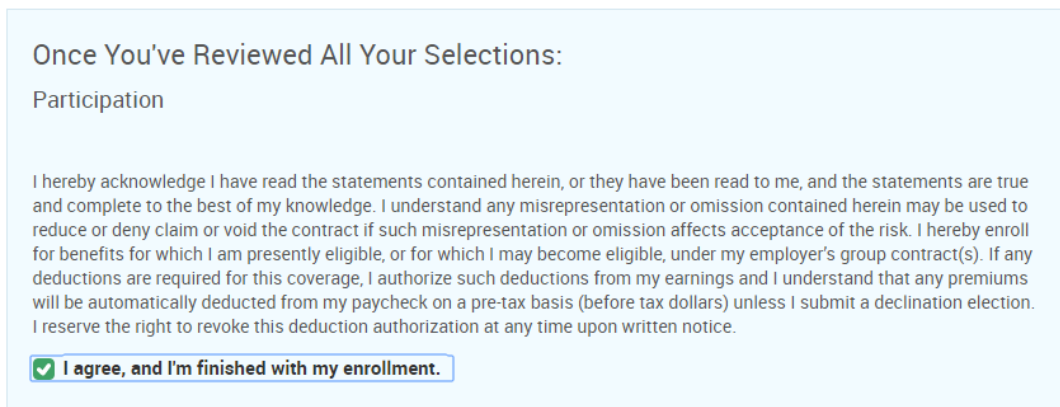 Once You've Reviewed All Your Selections:
Participation
I hereby acknowledge I have read the statements contained herein, or they have been read to me, and the statements are true
and complete to the best of my knowledge. I understand any misrepresentation or omission contained herein may be used to
reduce or deny claim or void the contract if such misrepresentation or omission affects acceptance of the risk. I hereby enroll
for benefits for which I am presently eligible, or for which I may become eligible, under my employer's group contract(s). If any
deductions are required for this coverage, I authorize such deductions from my earnings and I understand that any premiums
will be automatically deducted from my paycheck on a pre-tax basis (before tax dollars) unless I submit a declination election.
I reserve the right to revoke this deduction authorization at any time upon written notice.
I agree, and I'm finished with my enrollment.